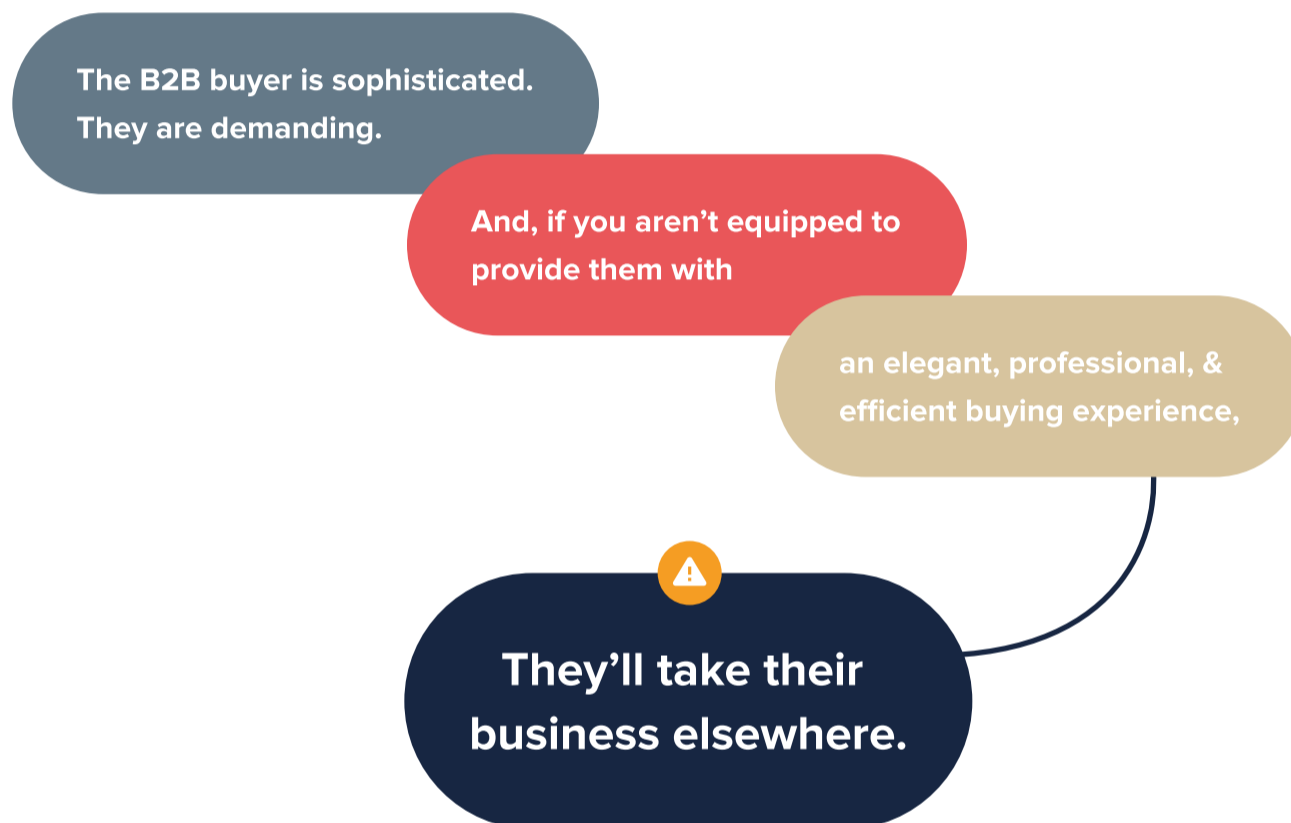 The B2B buyer is sophisticated.
They are demanding.
And, if you aren’t equipped to
provide them with
an elegant, professional, &
efficient buying experience,
They’ll take their
business elsewhere.